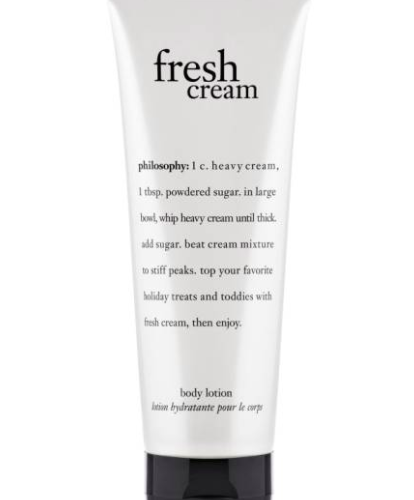 fresh
cream
philosophy: 1 c. heavy cream,
1 tbsp. powdered sugar. in large
bowl, whip heavy cream until thick.
add sugar. beat cream mixture
to stiff peaks. top your favorite
holiday treats and toddies with
fresh cream, then enjoy.
body lotion
lotion hydratante pour le corps